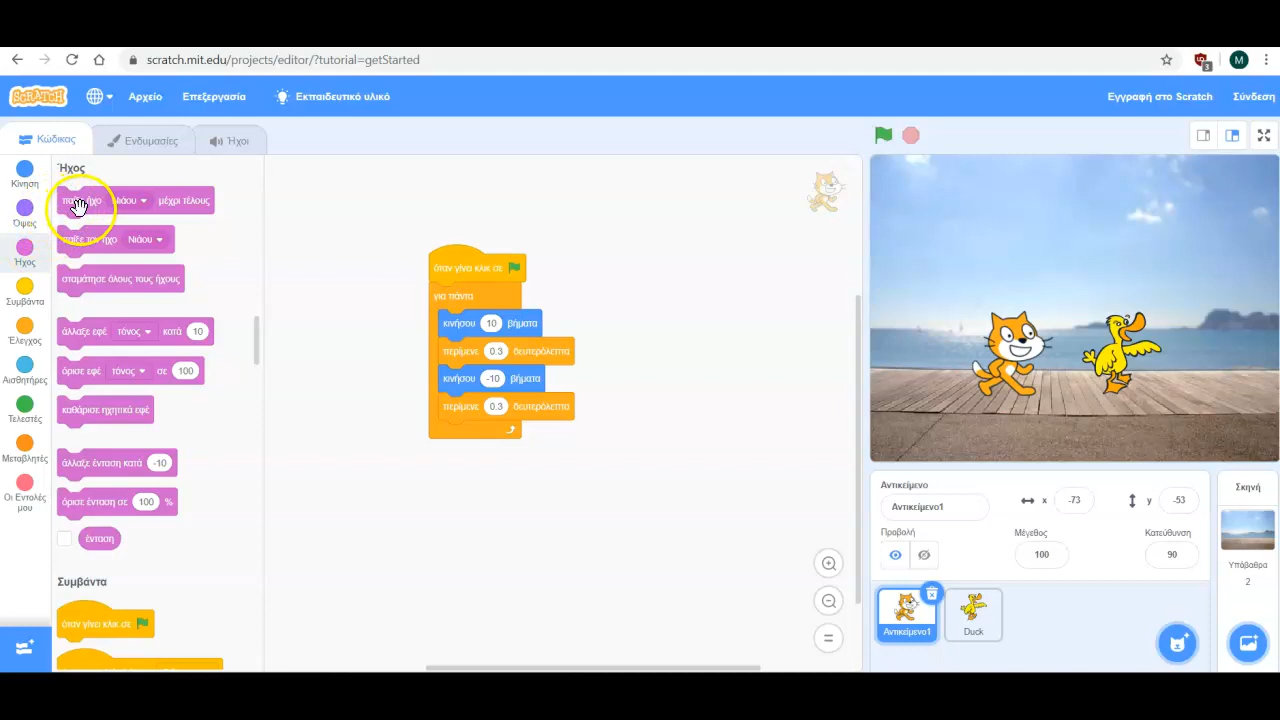 scratch.mit.edu/projects/editor/?tutorial=getStarted
3
M
SCRATCH
Αρχείο
Επεξεργασία
Εκπαιδευτικό υλικό
Εγγραφή στο Scratch
Σύνδεση
Κώδικας
Ενδυμασίες
Ήχοι
Κίνηση
Όψεις
Ήχος
Συμβάντα
Έλεγχος
Αισθητήρες
Τελεστές
Μεταβλητές
Οι Εντολές
μου
Ήχος
Νιάου μέχρι τέλους
Νιάου
σταμάτησε όλους τους ήχους
άλλαξε εφέ τόνος κατά 10
όρισε εφέ τόνος σε 100
καθάρισε ηχητικά εφέ
άλλαξε ένταση κατά -10
όρισε ένταση σε 100 %
ένταση
Συμβάντα
όταν γίνει κλικ σε
όταν γίνει κλικ σε
για πάντα
κινήσου 10 βήματα
περίμενε 0.3 δευτερόλεπτα
κινήσου -10 βήματα
περίμενε 0.3 δευτερόλεπτα
Αντικείμενο
Αντικείμενο1
x -73
y -53
Προβολή
Μέγεθος
100
Κατεύθυνση
90
Αντικείμενο1
Duck
Σκηνή
Υπόβαθρα
2